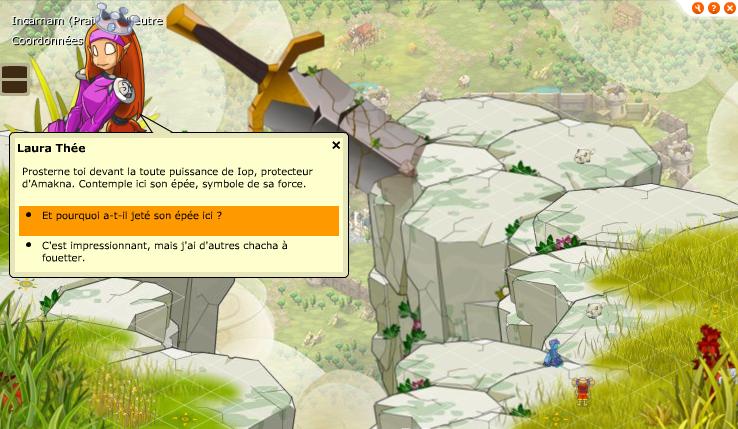 Incarnam (Prai eutre
Coordonnées
Laura Thée
Prosterne toi devant la toute puissance de Iop, protecteur
d'Amakna. Contemple ici son épée, symbole de sa force.
Et pourquoi a-t-il jeté son épée ici ?
C'est impressionnant, mais j'ai d'autres chacha à
fouetter.